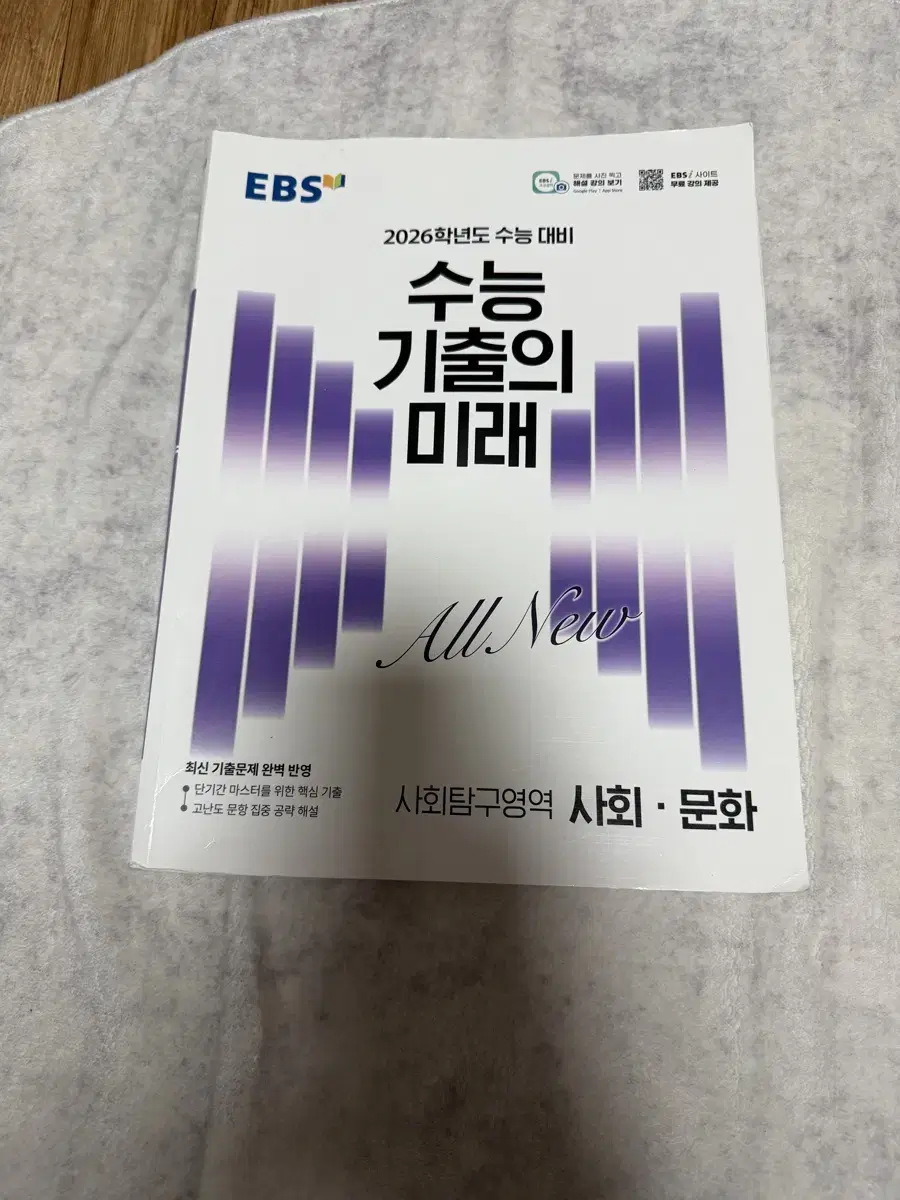 EBS
문제를 사진 찍고
해설 강의 보기
Google Play | App Store
EBSi 사이트
무료 강의 제공
2026학년도 수능 대비
수능
기출의
미래
All New
최신 기출문제 완벽 반영
단기간 마스터를 위한 핵심 기출
고난도 문항 집중 공략 해설
사회탐구영역 사회·문화